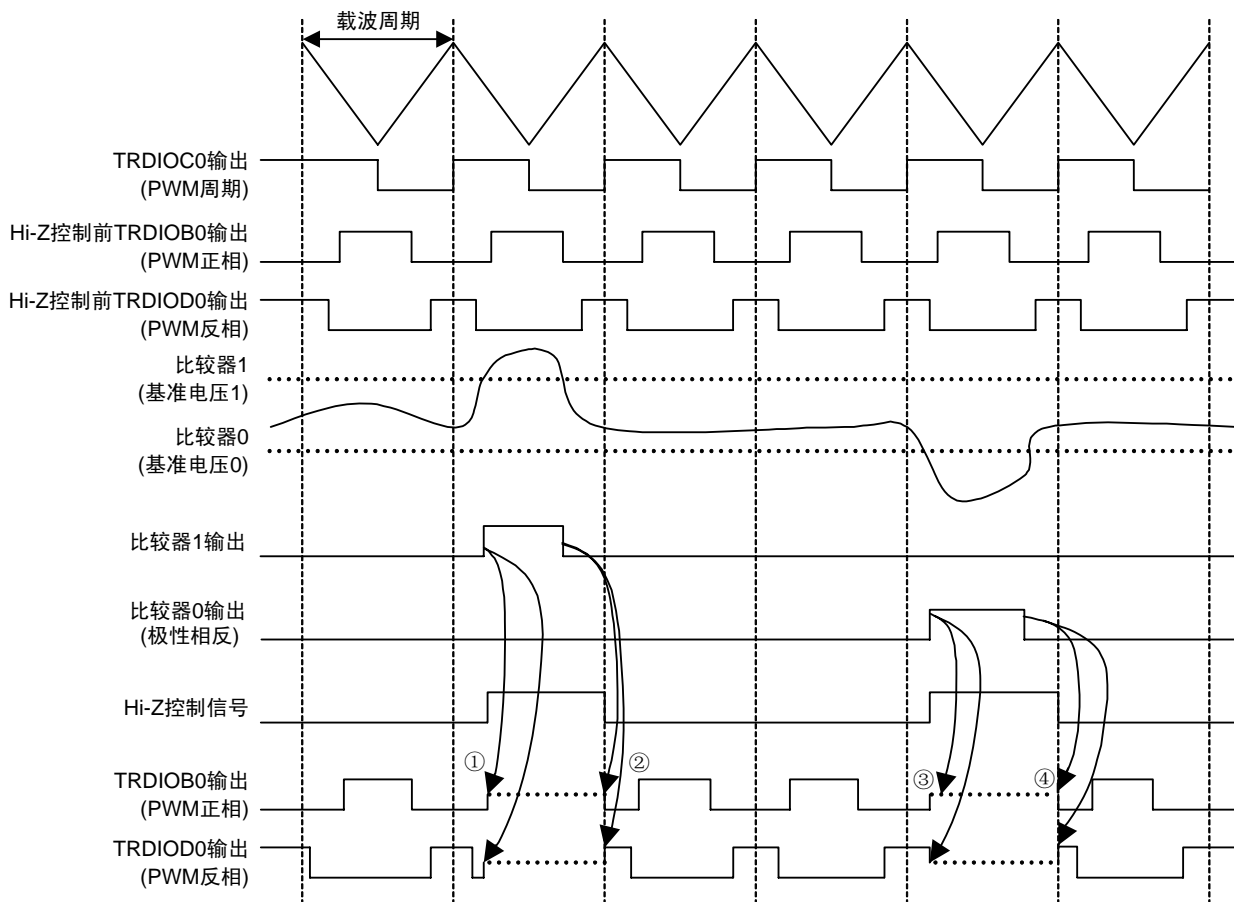 载波周期
TRDIOC0输出
(PWM周期)
Hi-Z控制前TRDIOB0输出
(PWM正相)
Hi-Z控制前TRDIOD0输出
(PWM反相)
比较器1
(基准电压1)
比较器0
(基准电压0)
比较器1输出
比较器0输出
(极性相反)
Hi-Z控制信号
① ② ③ ④
TRDIOB0输出
(PWM正相)
TRDIOD0输出
(PWM反相)